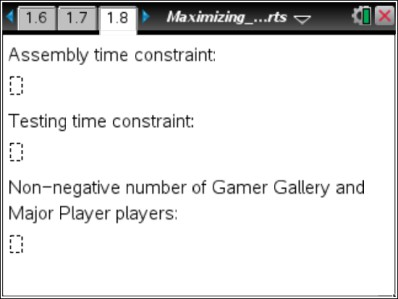 1.6 1.7 1.8 Maximizing_...rts
Assembly time constraint:
Testing time constraint:
Non-negative number of Gamer Gallery and
Major Player players: